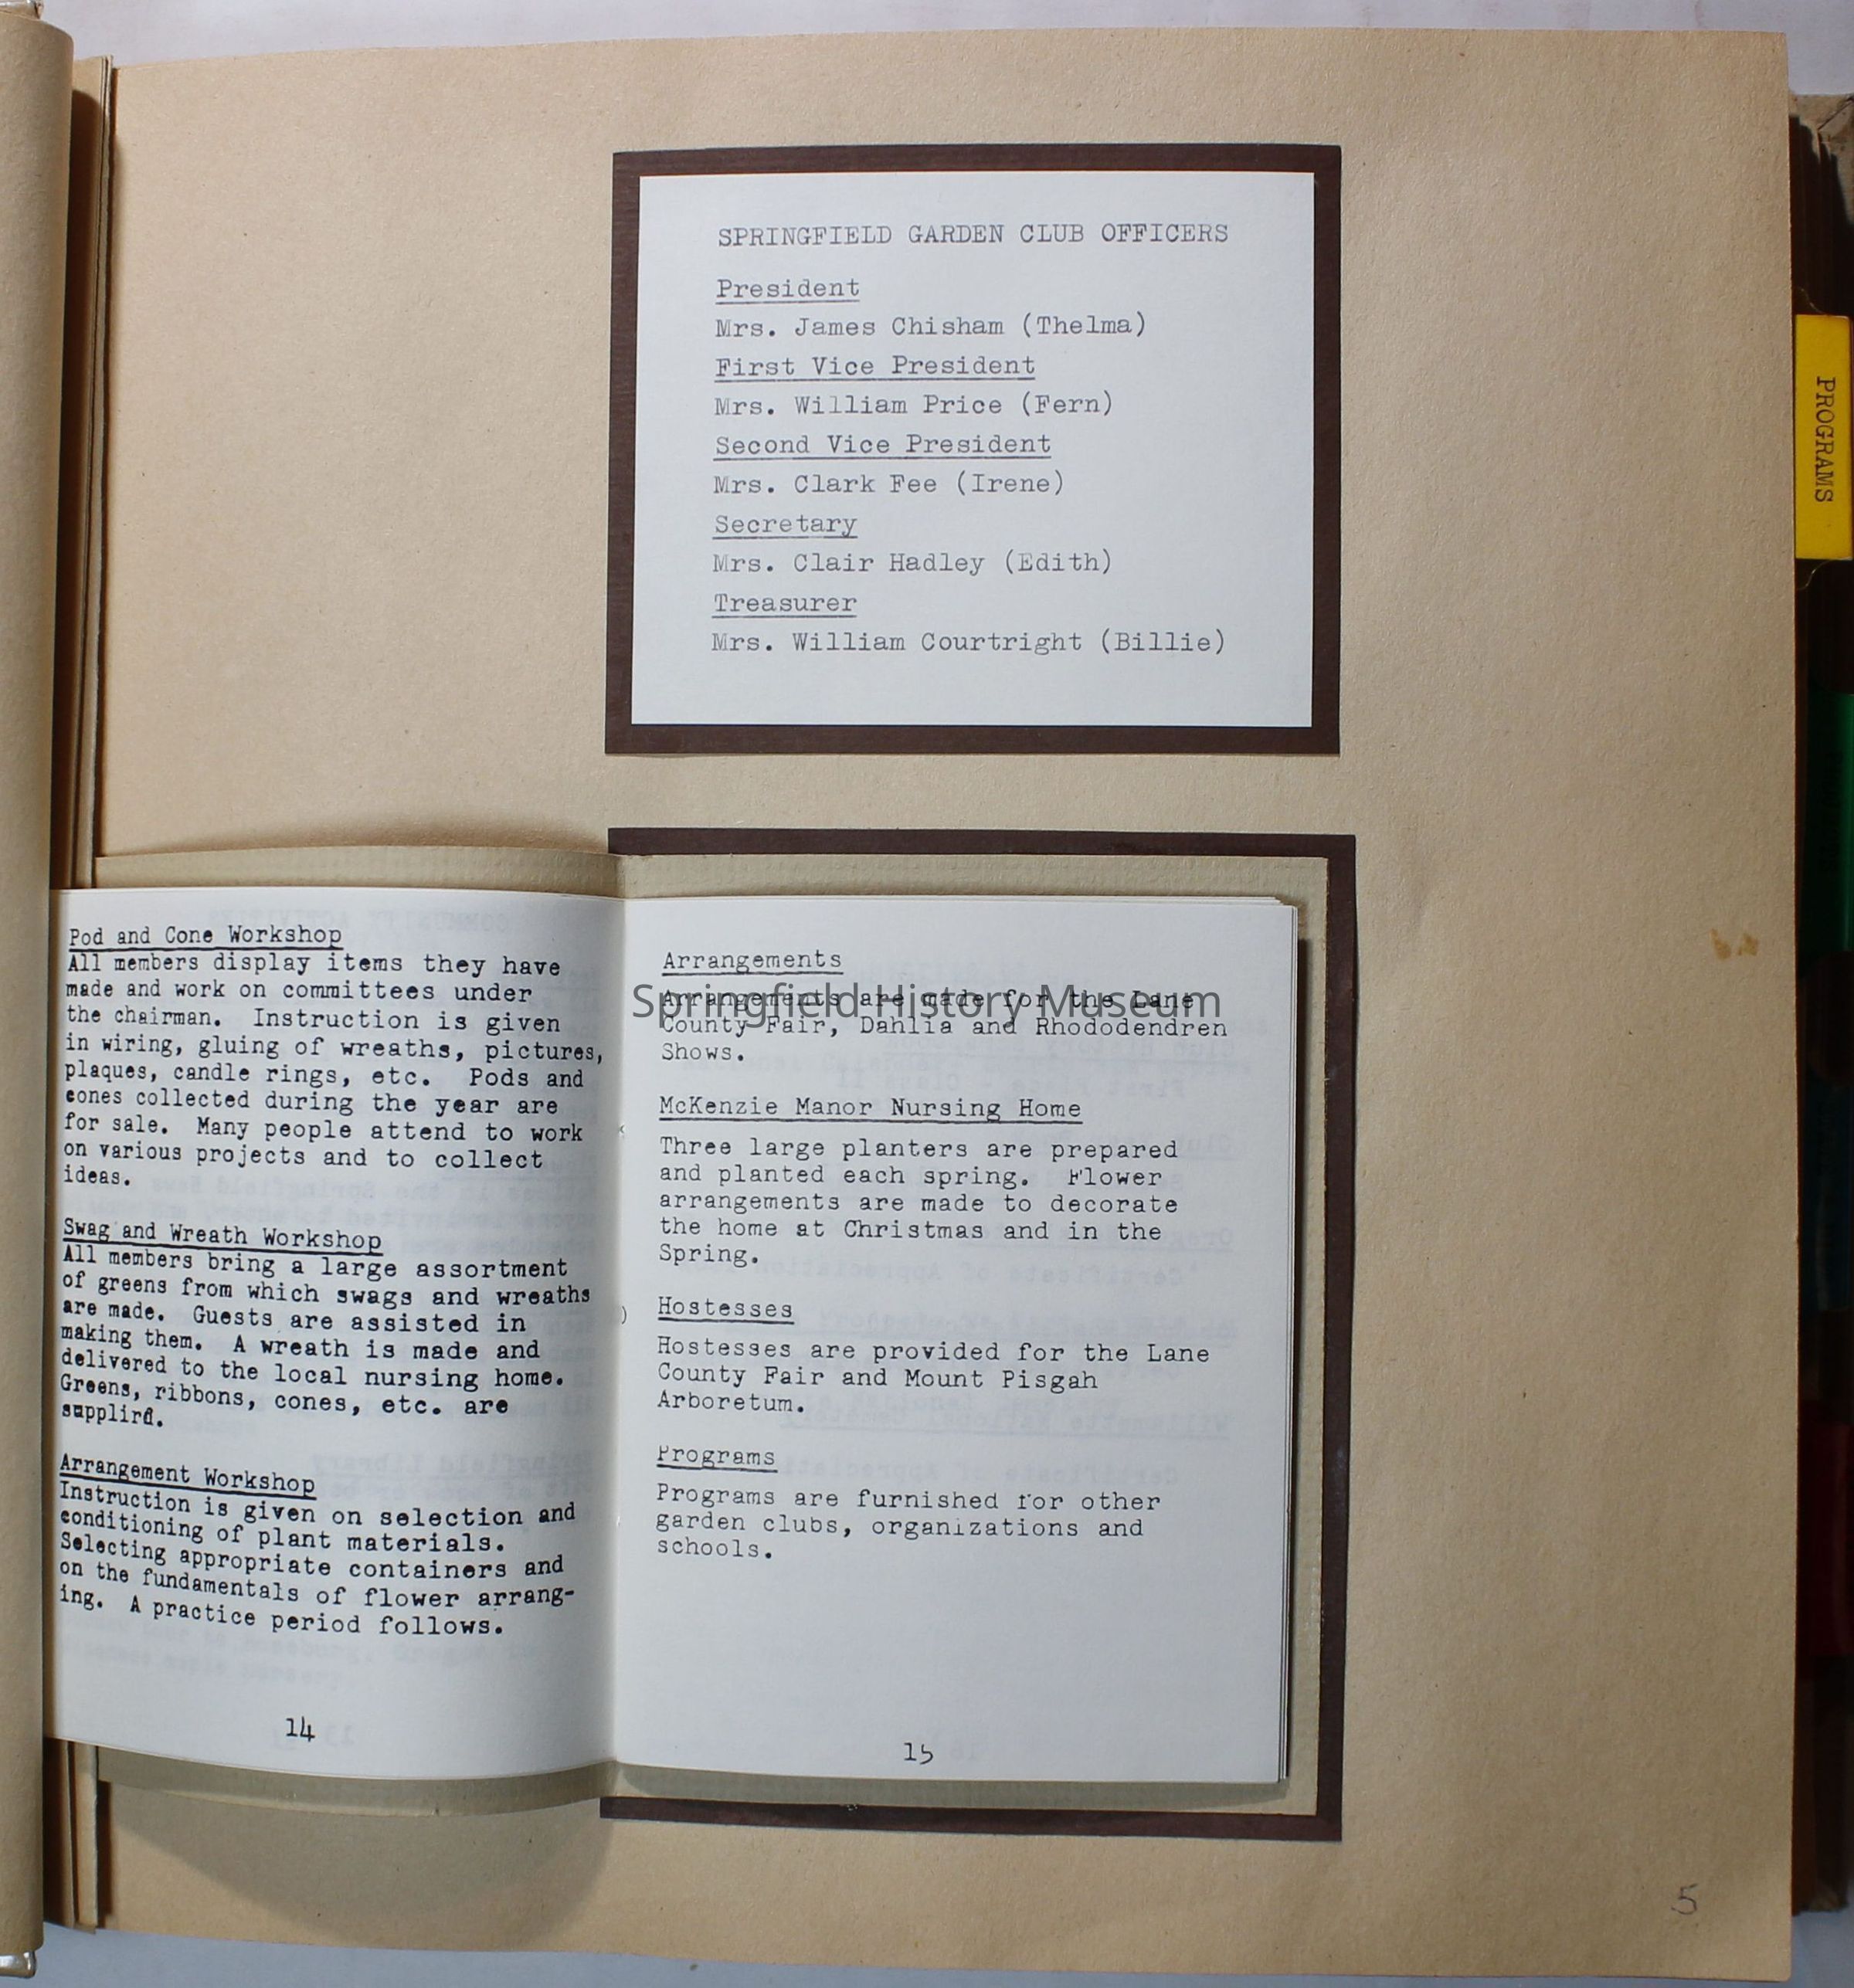 SPRINGFIELD GARDEN CLUB OFFICERS
President
Mrs. James Chisham (Thelma)
First Vice President
Mrs. William Price (Fern)
Second Vice President
Mrs. Clark Fee (Irene)
Secretary
Mrs. Clair Hadley (Edith)
Treasurer
Mrs. William Courtright (Billie)
PROGRAMS
Pod and Cone Workshop
All members display items they have
made and work on committees under
the chairman. Instruction is given
in wiring, gluing of wreaths, pictures,
plaques, candle rings, etc. Pods and
cones collected during the year are
for sale. Many people attend to work
on various projects and to collect
ideas.
Swag and Wreath Workshop
All members bring a large assortment
of greens from which swags and wreaths
are made. Guests are assisted in
making them. A wreath is made and
delivered to the local nursing home.
Greens, ribbons, cones, etc. are
supplird.
Arrangement Workshop
Instruction is given on selection and
conditioning of plant materials.
Selecting appropriate containers and
on the fundamentals of flower arrang-
ing. A practice period follows.
14
Arrangements
Arrangements are made for the Lane
County Fair, Dahlia and Rhododendren
Shows.
McKenzie Manor Nursing Home
Three large planters are prepared
and planted each spring. Flower
arrangements are made to decorate
the home at Christmas and in the
Spring.
Hostesses
Hostesses are provided for the Lane
County Fair and Mount Pisgah
Arboretum.
Programs
Programs are furnished for other
garden clubs, organizations and
schools.
15
Springfield History Museum
5